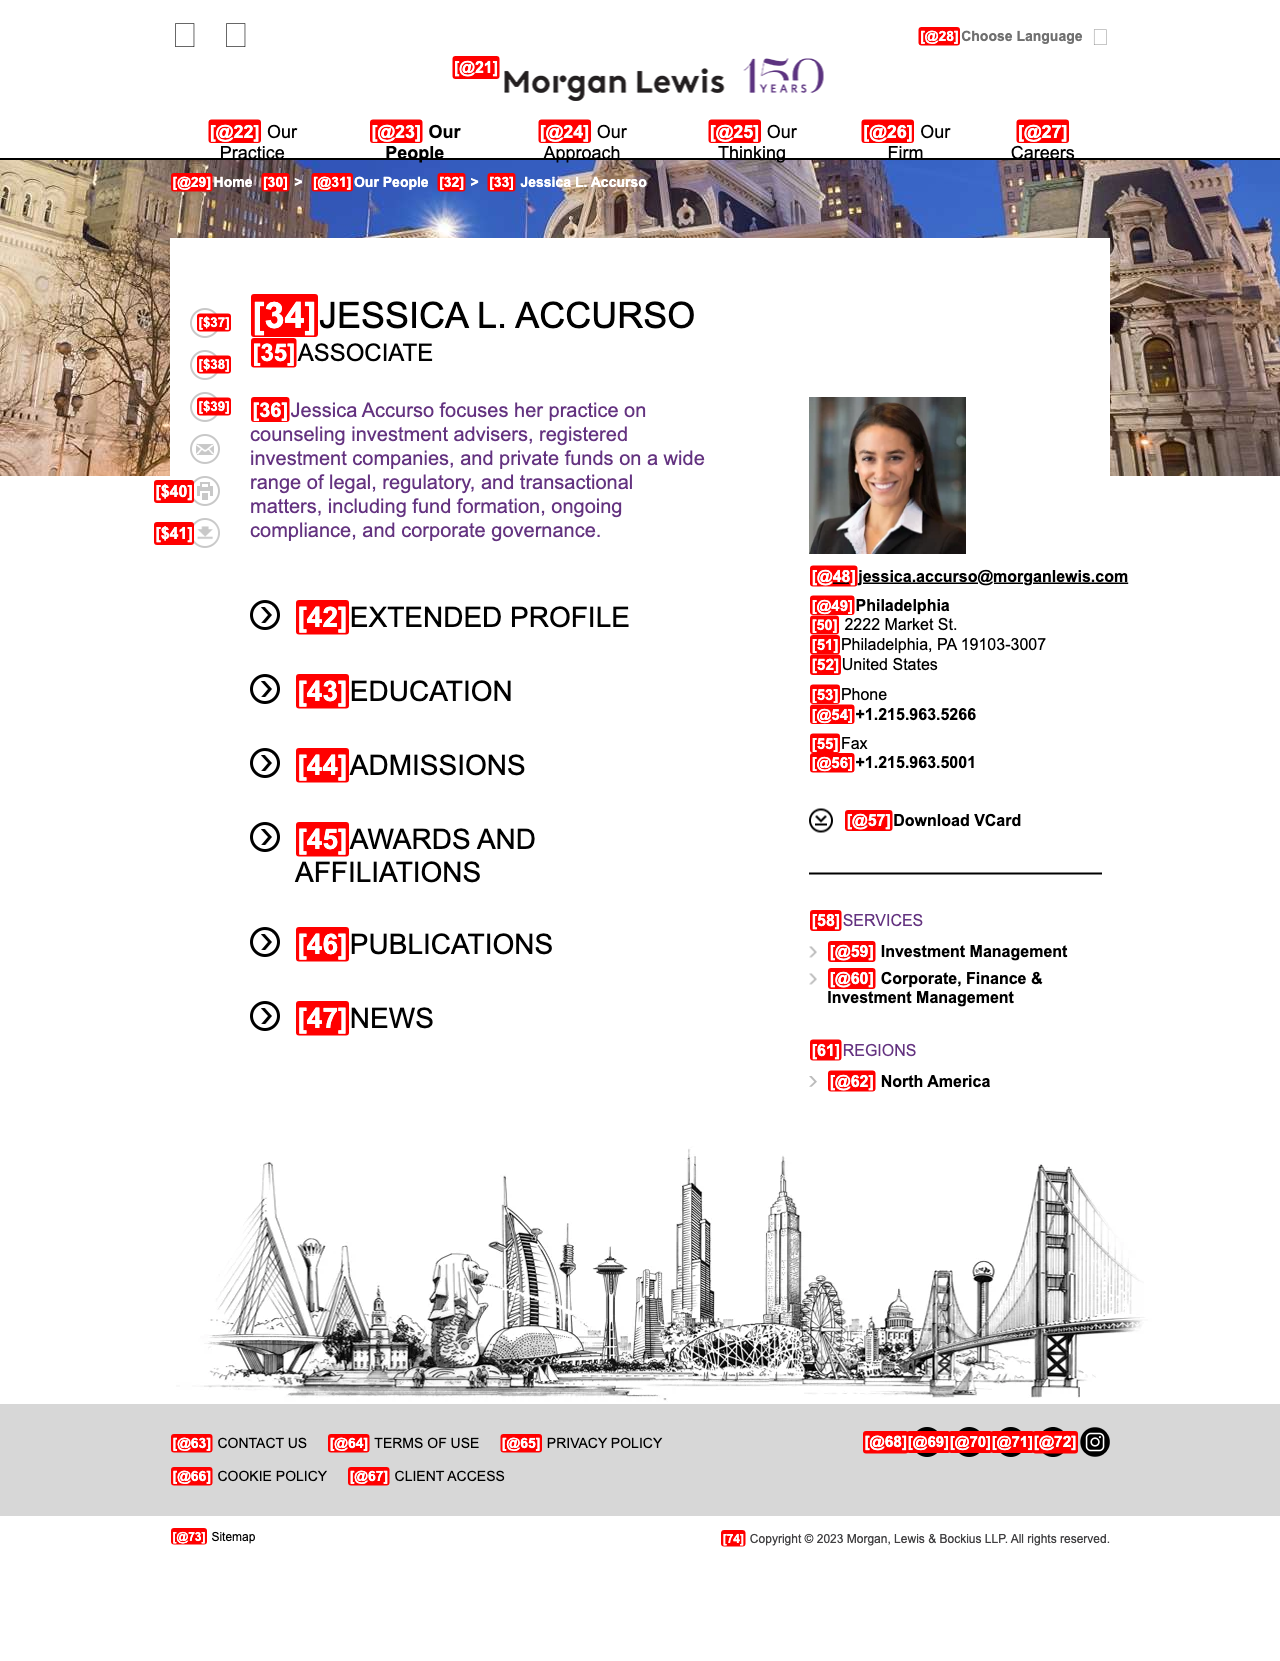 [@28]Choose Language
[@21] Morgan Lewis 150 YEARS
[@22] Our Practice
[@23] Our People
[@24] Our Approach
[@25] Our Thinking
[@26] Our Firm
[@27] Careers
[@29]Home [30] > [@31]Our People [32] > [33] Jessica L. Accurso
[34]JESSICA L. ACCURSO
[35]ASSOCIATE
[$37]
[$38]
[$39]
[$40]
[$41]
[36]Jessica Accurso focuses her practice on
counseling investment advisers, registered
investment companies, and private funds on a wide
range of legal, regulatory, and transactional
matters, including fund formation, ongoing
compliance, and corporate governance.
[42]EXTENDED PROFILE
[43]EDUCATION
[44]ADMISSIONS
[45]AWARDS AND
AFFILIATIONS
[46]PUBLICATIONS
[47]NEWS
[@48]jessica.accurso@morganlewis.com
[@49]Philadelphia
[50] 2222 Market St.
[51]Philadelphia, PA 19103-3007
[52]United States
[53]Phone
[@54]+1.215.963.5266
[55]Fax
[@56]+1.215.963.5001
[@57]Download VCard
[58]SERVICES
[@59] Investment Management
[@60] Corporate, Finance &
Investment Management
[61]REGIONS
[@62] North America
[@63] CONTACT US [@64] TERMS OF USE [@65] PRIVACY POLICY
[@66] COOKIE POLICY [@67] CLIENT ACCESS
[@68][@69][@70][@71][@72]
[@73] Sitemap
[74] Copyright © 2023 Morgan, Lewis & Bockius LLP. All rights reserved.